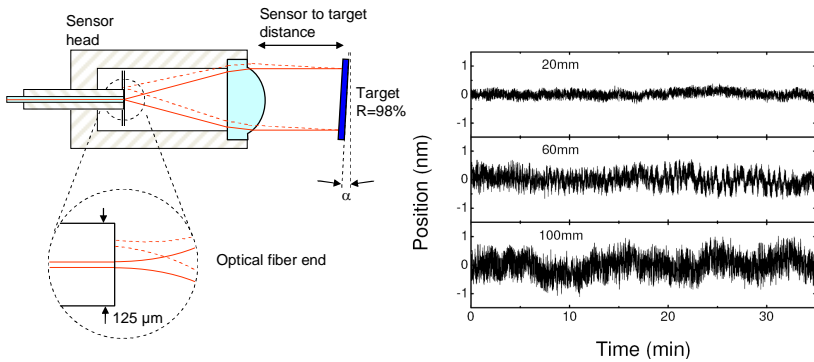 Sensor
head
Sensor to target
distance
Target
R=98%
α
Optical fiber end
125 µm
Position (nm)
1
0
-1
20mm
1
0
-1
60mm
1
0
-1
100mm
0 10 20 30
Time (min)